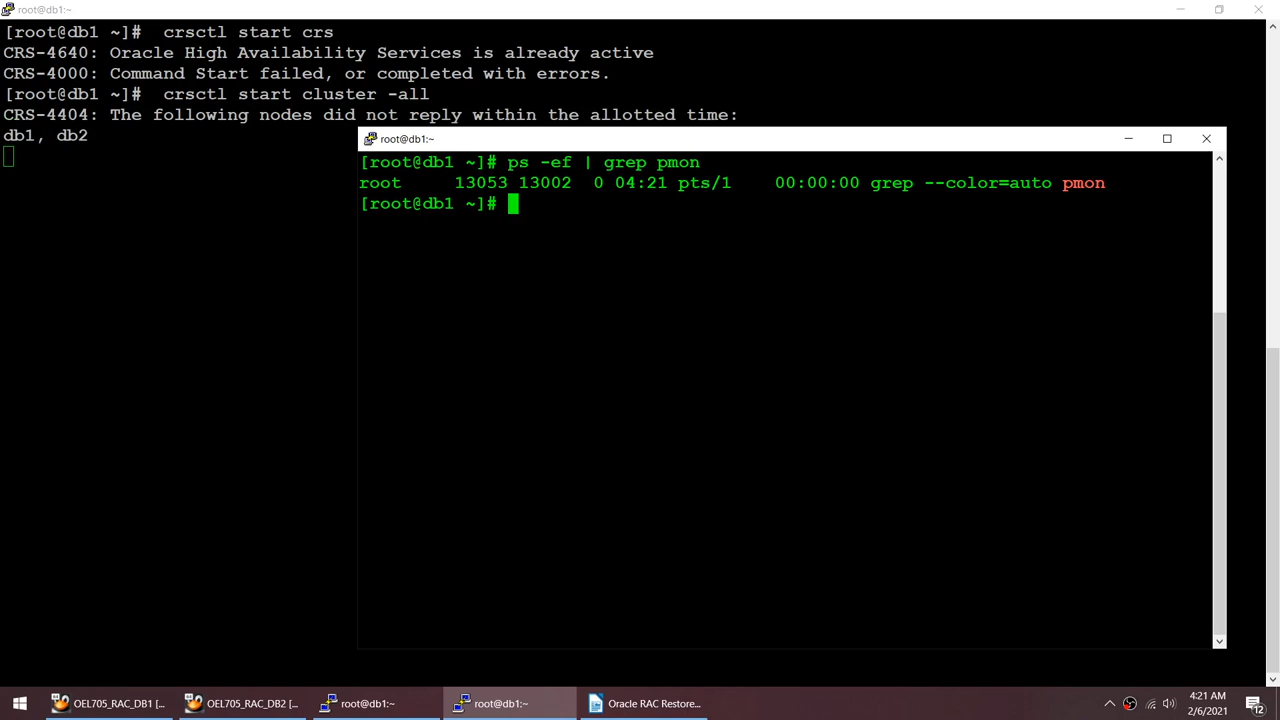 root@db1:~
[root@db1 ~]#  crsctl start crs
CRS-4640: Oracle High Availability Services is already active
CRS-4000: Command Start failed, or completed with errors.
[root@db1 ~]#  crsctl start cluster -all
CRS-4404: The following nodes did not reply within the allotted time:
db1, db2
root@db1:~
[root@db1 ~]# ps -ef | grep pmon
root     13053 13002  0 04:21 pts/1    00:00:00 grep --color=auto pmon
[root@db1 ~]#
OEL705_RAC_DB1 [...
OEL705_RAC_DB2 [...
root@db1:~
root@db1:~
Oracle RAC Restore...
4:21 AM
2/6/2021
12